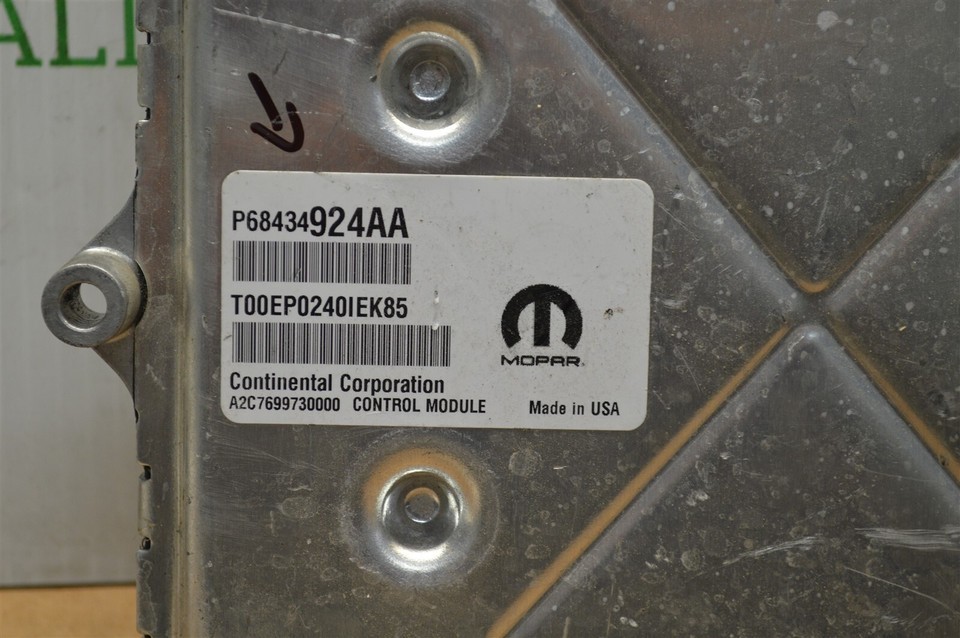 P68434924AA
T00EP0240IEK85
MOPAR
Continental Corporation
A2C7699730000 CONTROL MODULE
Made in USA